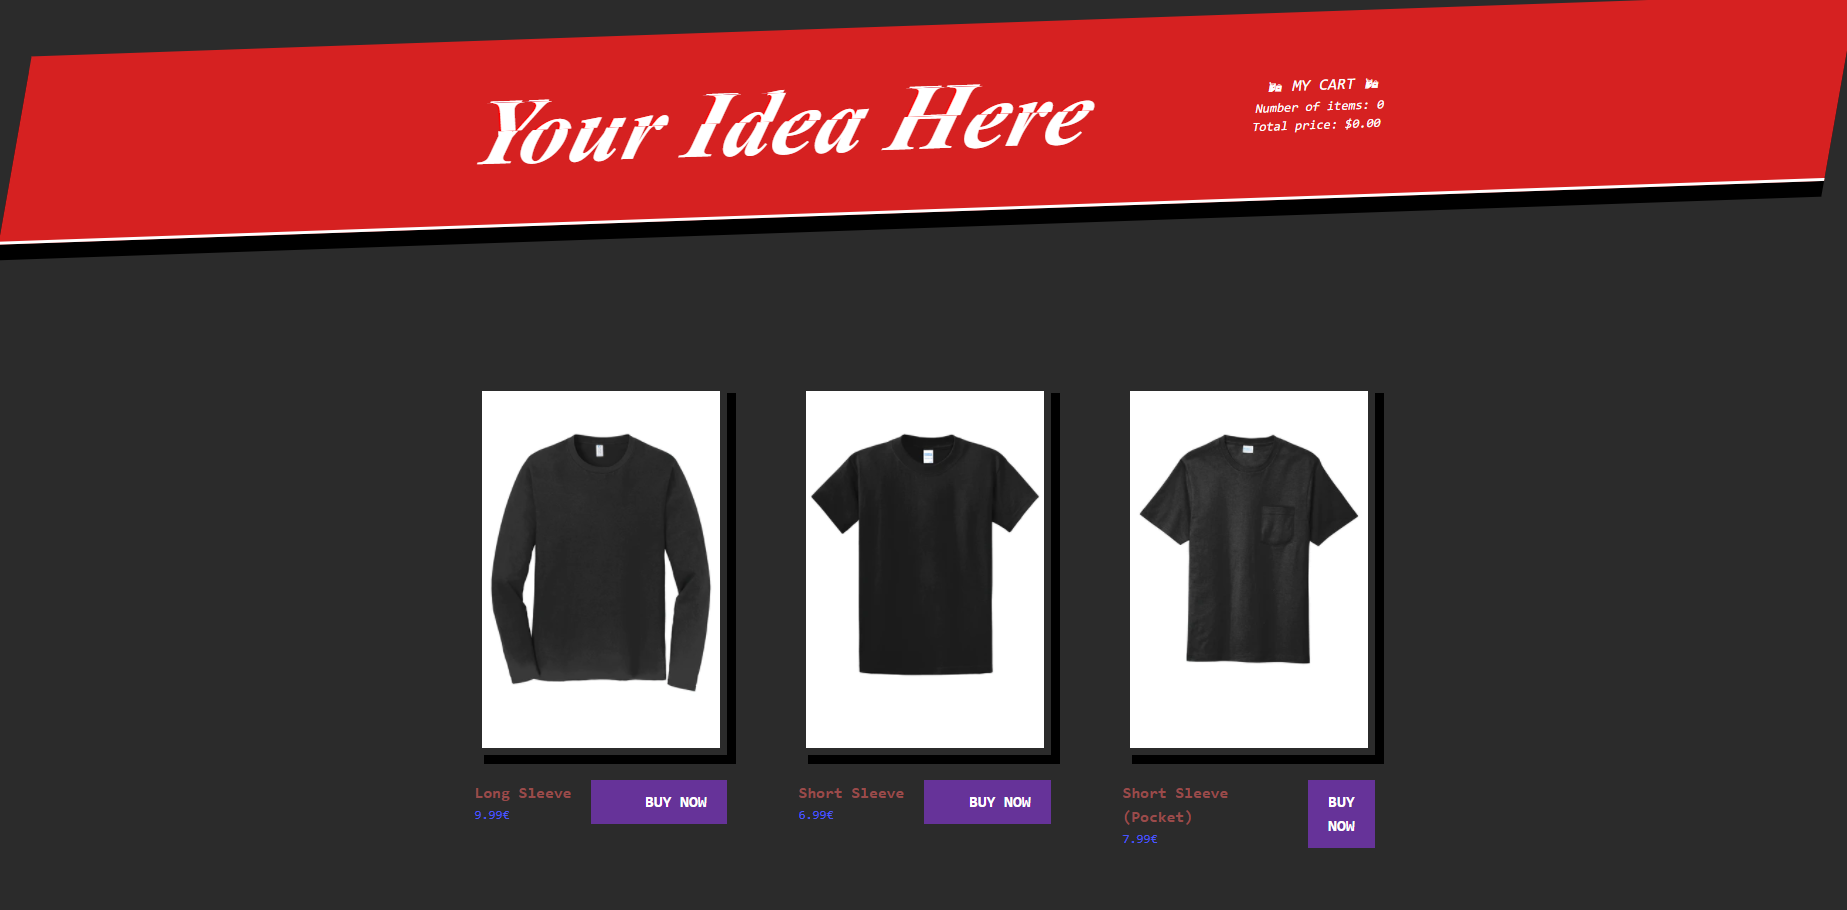 Your Idea Here
MY CART
Number of items: 0
Total price: $0.00
Long Sleeve
9.99€
BUY NOW
Short Sleeve
6.99€
BUY NOW
Short Sleeve
(Pocket)
7.99€
BUY
NOW